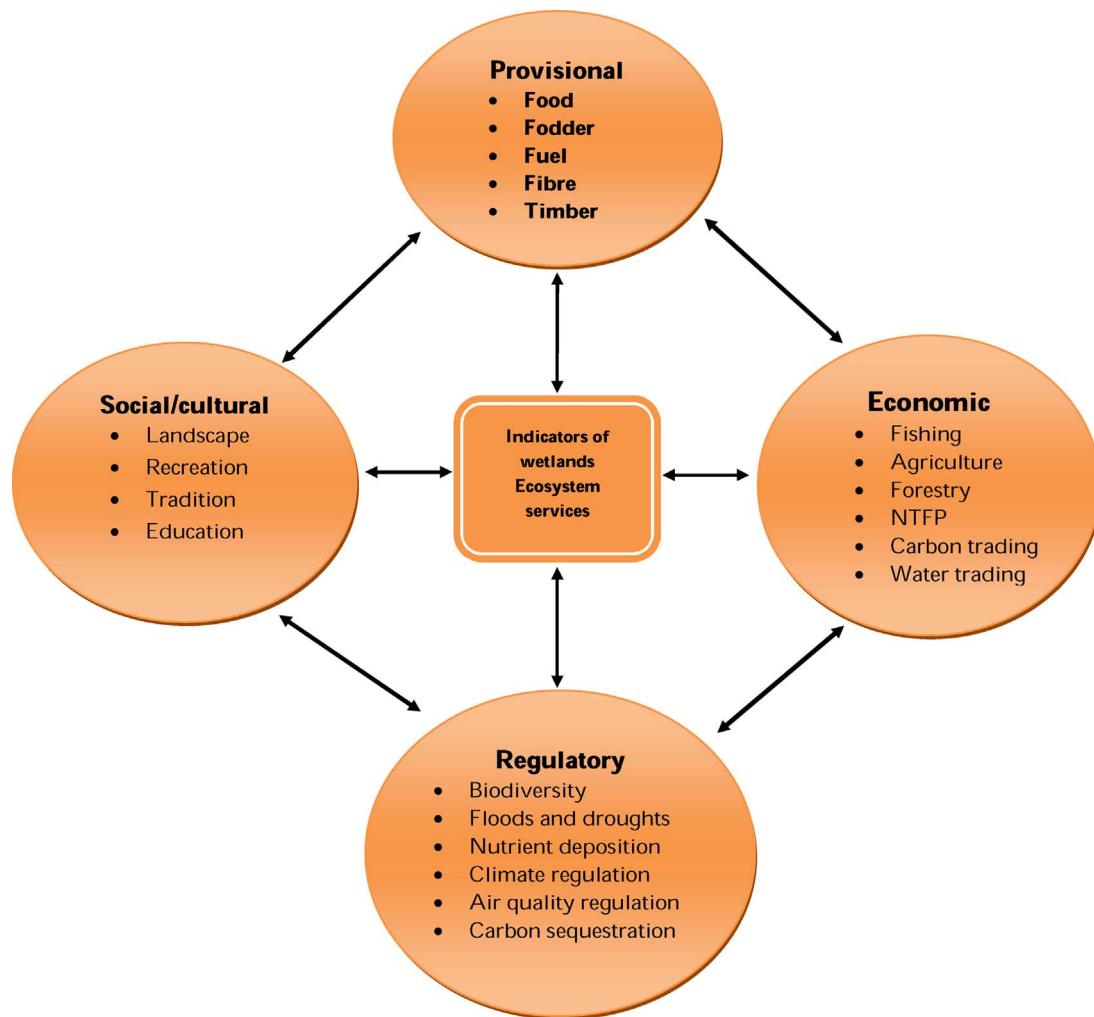 Provisional
• Food
• Fodder
• Fuel
• Fibre
• Timber
Social/cultural
• Landscape
• Recreation
• Tradition
• Education
Indicators of
wetlands
Ecosystem
services
Economic
• Fishing
• Agriculture
• Forestry
• NTFP
• Carbon trading
• Water trading
Regulatory
• Biodiversity
• Floods and droughts
• Nutrient deposition
• Climate regulation
• Air quality regulation
• Carbon sequestration